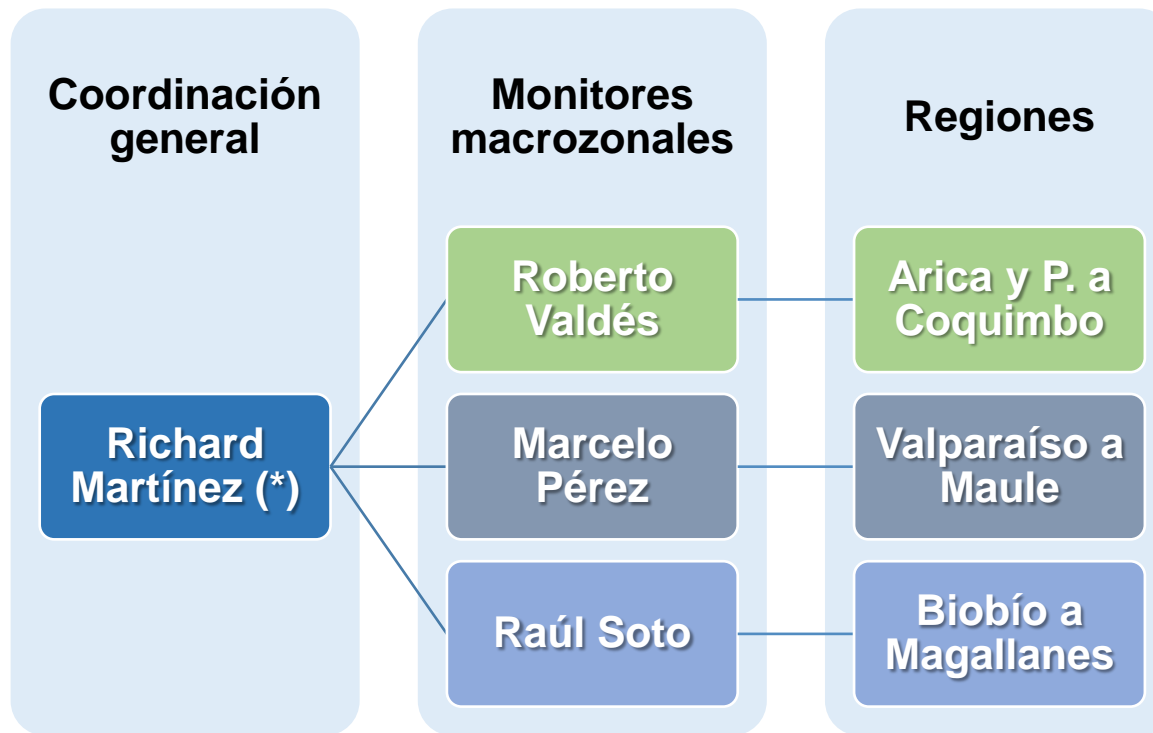 Coordinación
general
Monitores
macrozonales
Regiones
Roberto
Valdés
Arica y P. a
Coquimbo
Richard
Martínez (*)
Marcelo
Pérez
Valparaíso a
Maule
Raúl Soto
Biobío a
Magallanes